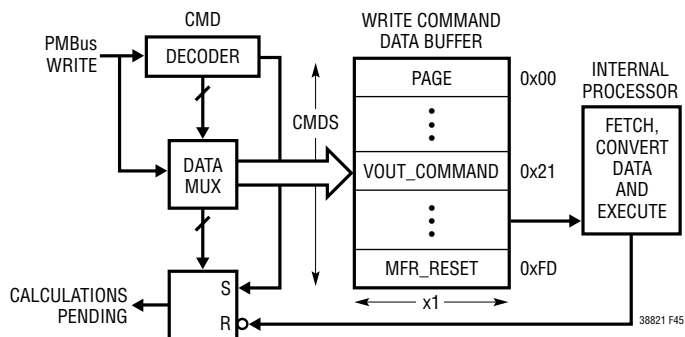 CMD
PMBus
WRITE
DECODER
WRITE COMMAND
DATA BUFFER
PAGE
0x00
INTERNAL
PROCESSOR
CMDS
DATA
MUX
VOUT_COMMAND
0x21
FETCH,
CONVERT
DATA
AND
EXECUTE
MFR_RESET
0xFD
CALCULATIONS
PENDING
S
R
x1
38821 F45